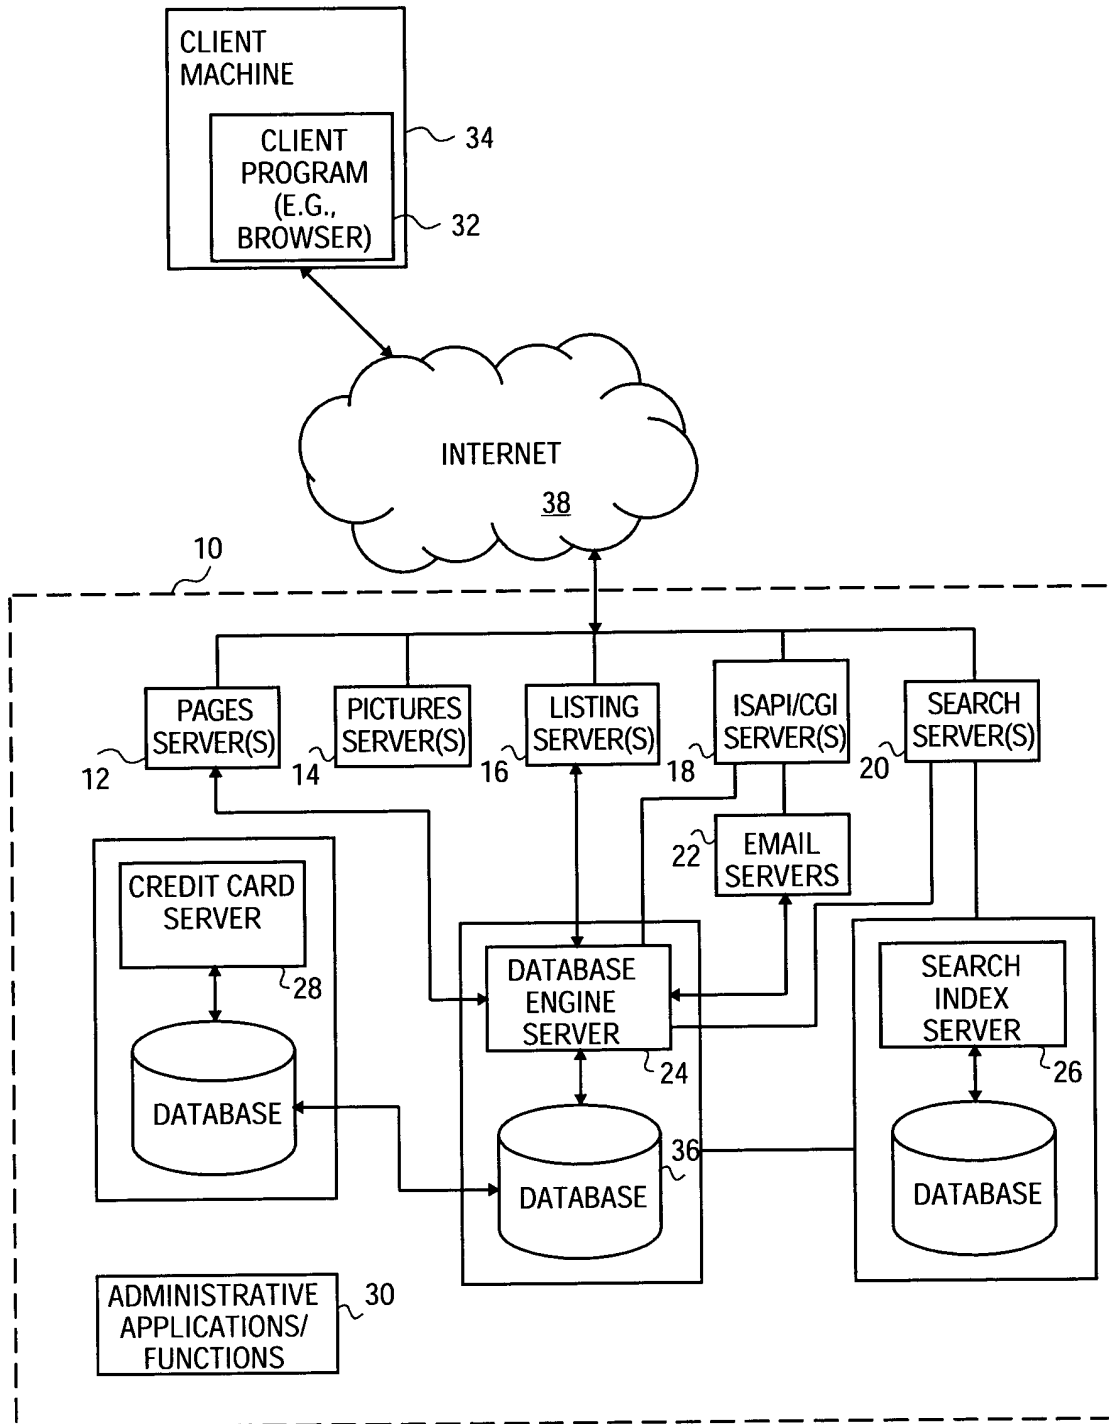 CLIENT
MACHINE
CLIENT
PROGRAM
(E.G.,
BROWSER)
34
32
INTERNET
38
10
PAGES
SERVER(S)
12
PICTURES
SERVER(S)
14
LISTING
SERVER(S)
16
ISAPI/CGI
SERVER(S)
18
SEARCH
SERVER(S)
20
EMAIL
SERVERS
22
CREDIT CARD
SERVER
28
DATABASE
DATABASE
ENGINE
SERVER
24
DATABASE
36
SEARCH
INDEX
SERVER
26
DATABASE
ADMINISTRATIVE
APPLICATIONS/
FUNCTIONS
30